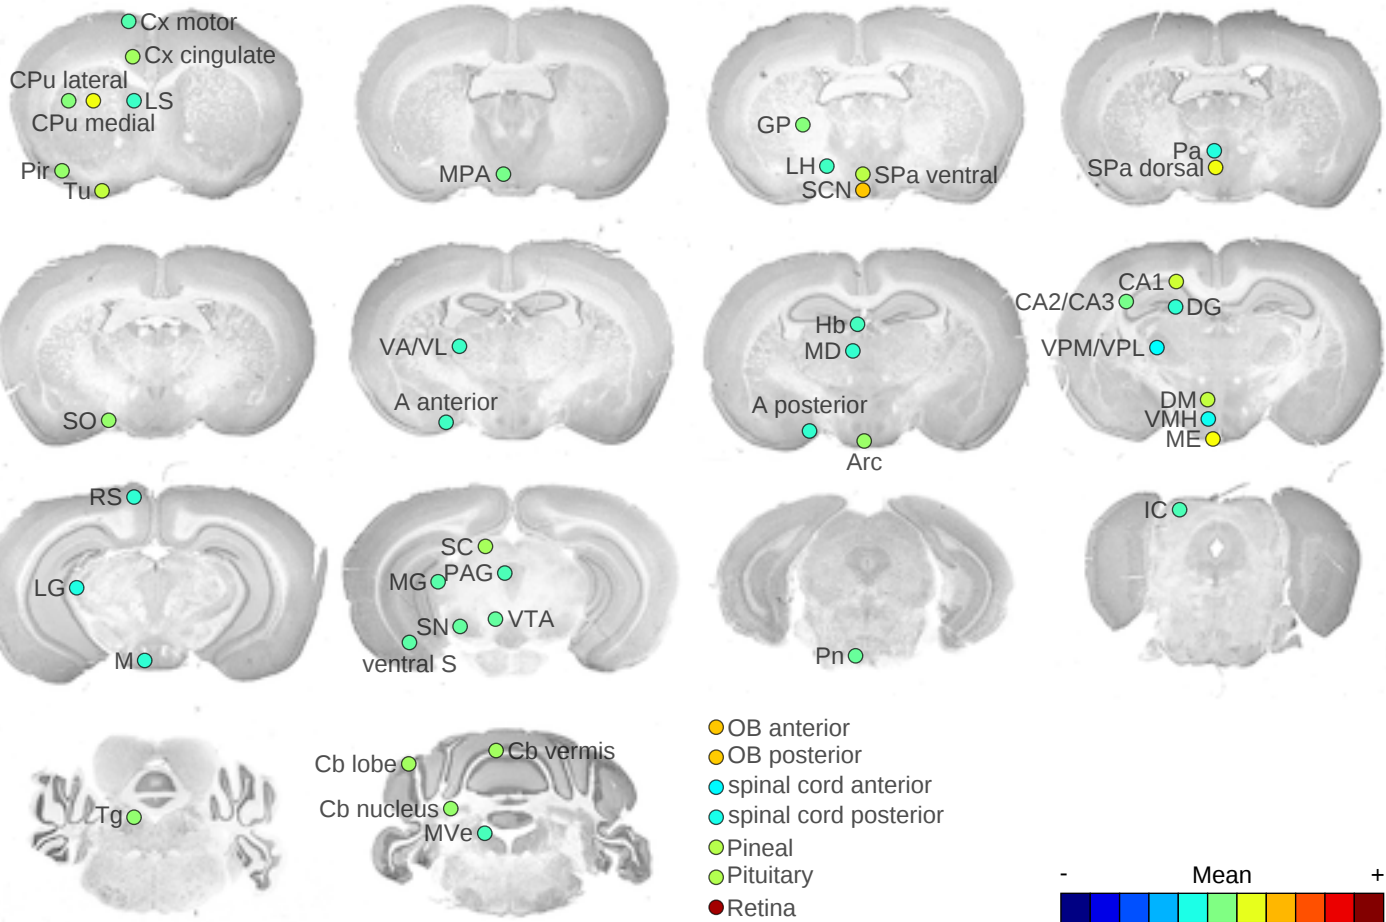 Cx motor
Cx cingulate
CPu lateral
LS
CPu medial
Pir
Tu
MPA
GP
LH
SPa ventral
SCN
Pa
SPa dorsal
SO
VA/VL
A anterior
Hb
MD
A posterior
Arc
CA1
CA2/CA3
DG
VPM/VPL
DM
VMH
ME
RS
LG
M
SC
PAG
MG
VTA
SN
ventral S
Pn
IC
Tg
Cb vermis
Cb lobe
Cb nucleus
MVe
OB anterior
OB posterior
spinal cord anterior
spinal cord posterior
Pineal
Pituitary
Retina
- Mean +